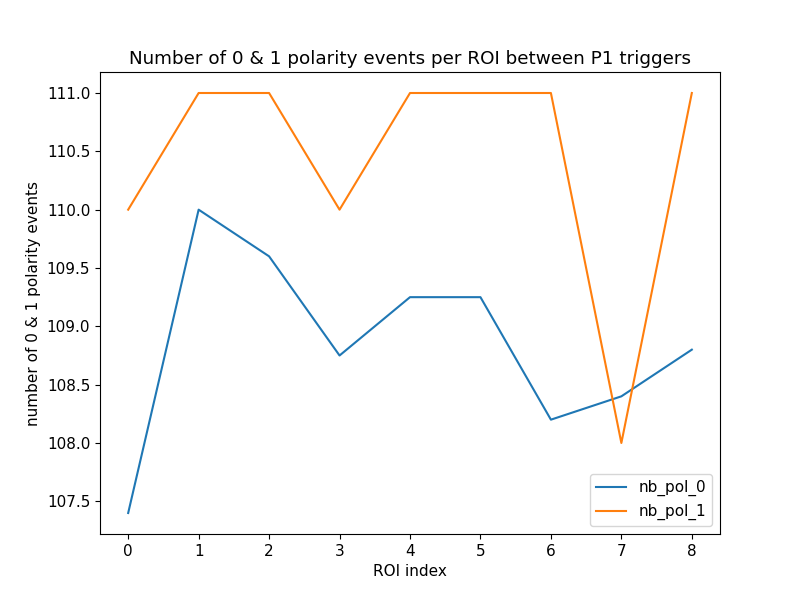 Number of 0 & 1 polarity events per ROI between P1 triggers
111.0
110.5
110.0
109.5
109.0
108.5
108.0
107.5
number of 0 & 1 polarity events
nb_pol_0
nb_pol_1
0 1 2 3 4 5 6 7 8
ROI index